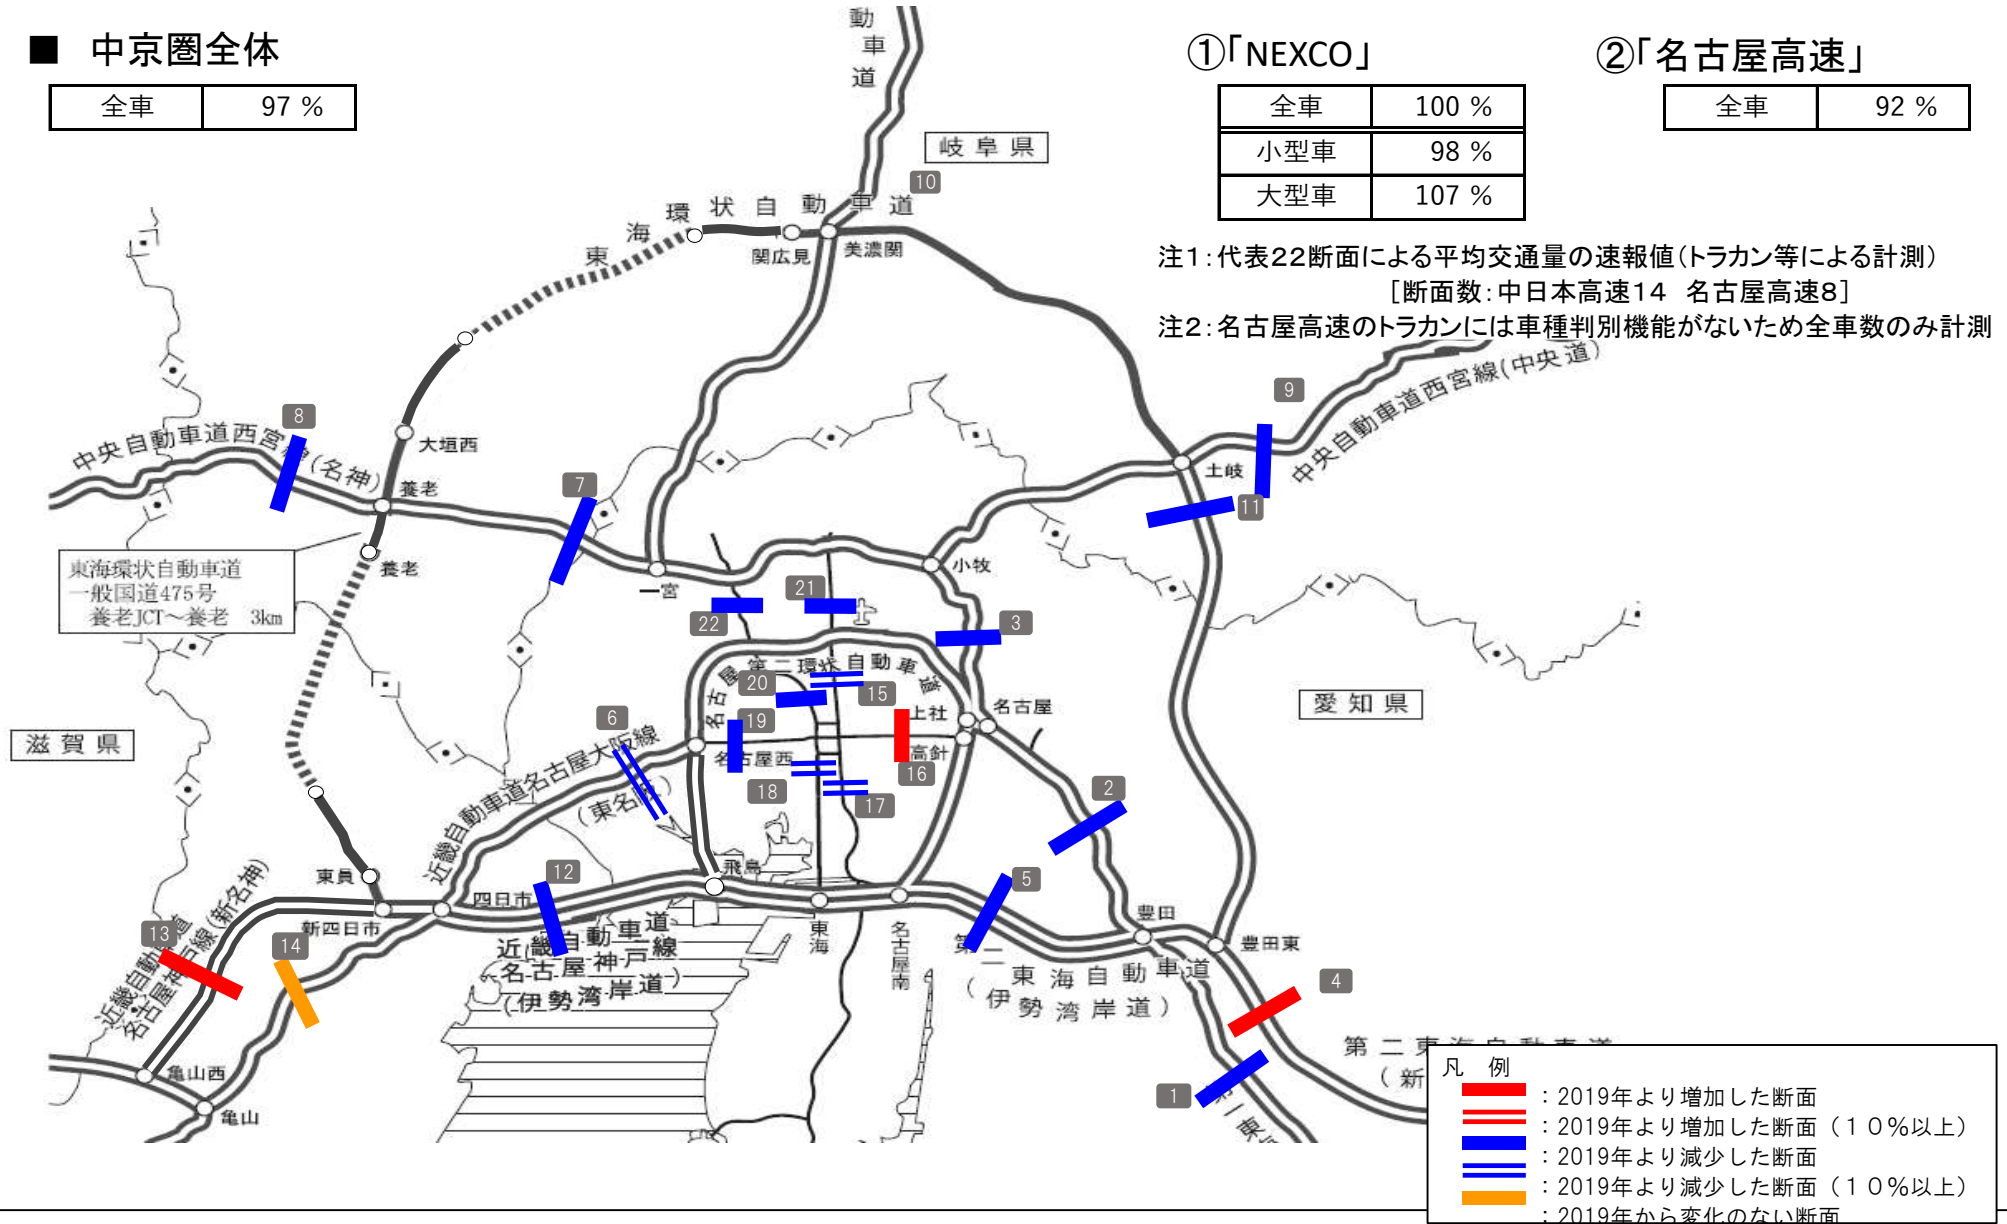 ■ 中京圏全体
全車 97 %
①「NEXCO」
全車 100 %
小型車 98 %
大型車 107 %
②「名古屋高速」
全車 92 %
注1：代表22断面による平均交通量の速報値（トラカン等による計測）
［断面数：中日本高速14 名古屋高速8］
注2：名古屋高速のトラカンには車種判別機能がないため全車数のみ計測
動車道
岐阜県
10
東海環状自動車道
関広見
美濃関
9
中央自動車道西宮線(中央道)
8
中央自動車道西宮線(名神)
大垣西
養老
7
土岐
11
養老
東海環状自動車道
一般国道475号
養老JCT～養老 3km
一宮
小牧
21
22
3
名古屋第二環状自動車道
20
15
19
上社
名古屋
愛知県
滋賀県
6
近畿自動車道名古屋大阪線
(東名阪)
名古屋西
高針
16
18
17
2
飛島
東員
12
四日市
5
新四日市
東海
名古屋南
豊田
豊田東
13
14
近畿自動車道
名古屋神戸線(新名神)
近畿自動車道
名古屋神戸線
(伊勢湾岸道)
第二東海自動車道
(伊勢湾岸道)
4
亀山西
亀山
1
第二東海自動車道
(新
凡 例
：2019年より増加した断面
：2019年より増加した断面（１０％以上）
：2019年より減少した断面
：2019年より減少した断面（１０％以上）
：2019年から変化のない断面